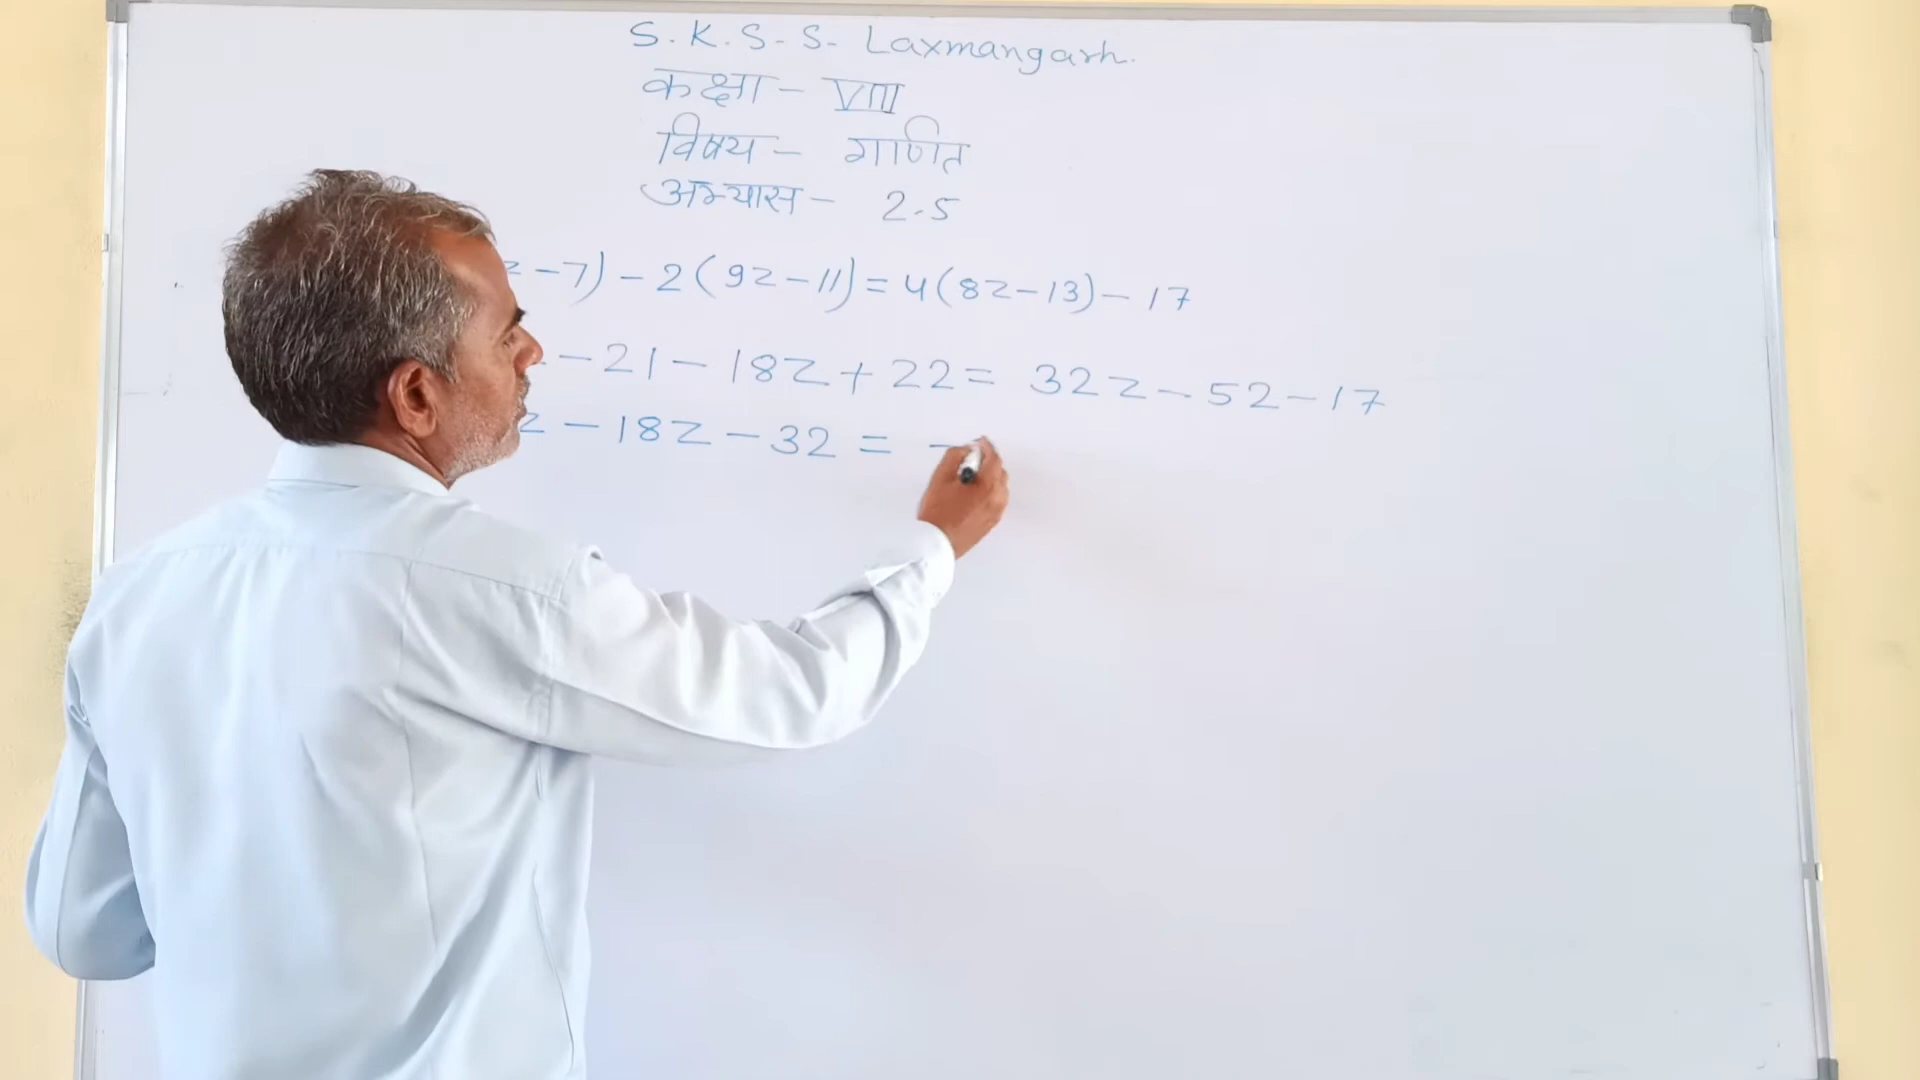 S.K.S.S. Laxmangarh.
कक्षा - VIII
विषय - गणित
अभ्यास - 2.5
z - 7) - 2(9z - 11) = 4(8z - 13) - 17
- 21 - 18z + 22 = 32z - 52 - 17
z - 18z - 32 = -